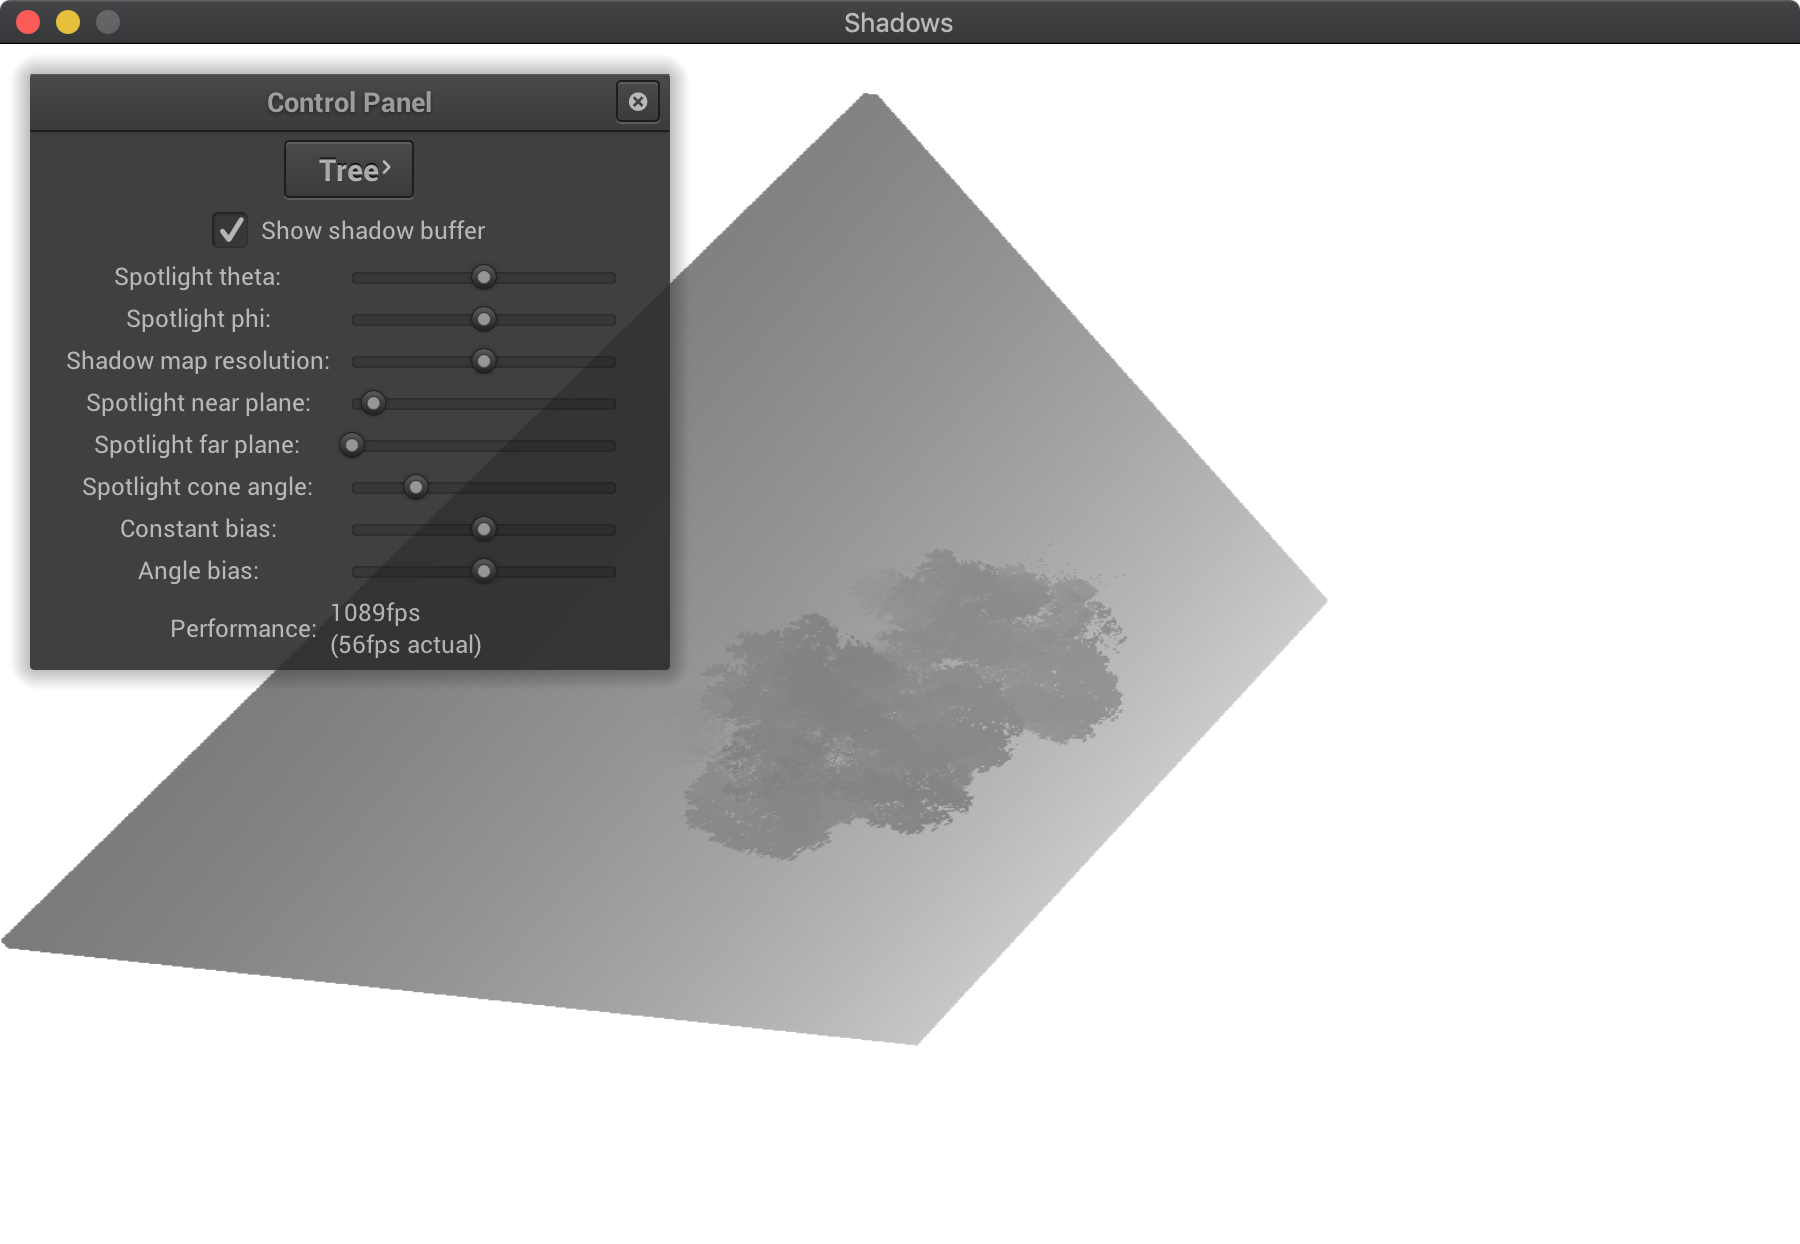 Shadows
Control Panel
Tree
Show shadow buffer
Spotlight theta:
Spotlight phi:
Shadow map resolution:
Spotlight near plane:
Spotlight far plane:
Spotlight cone angle:
Constant bias:
Angle bias:
Performance: 1089fps
(56fps actual)